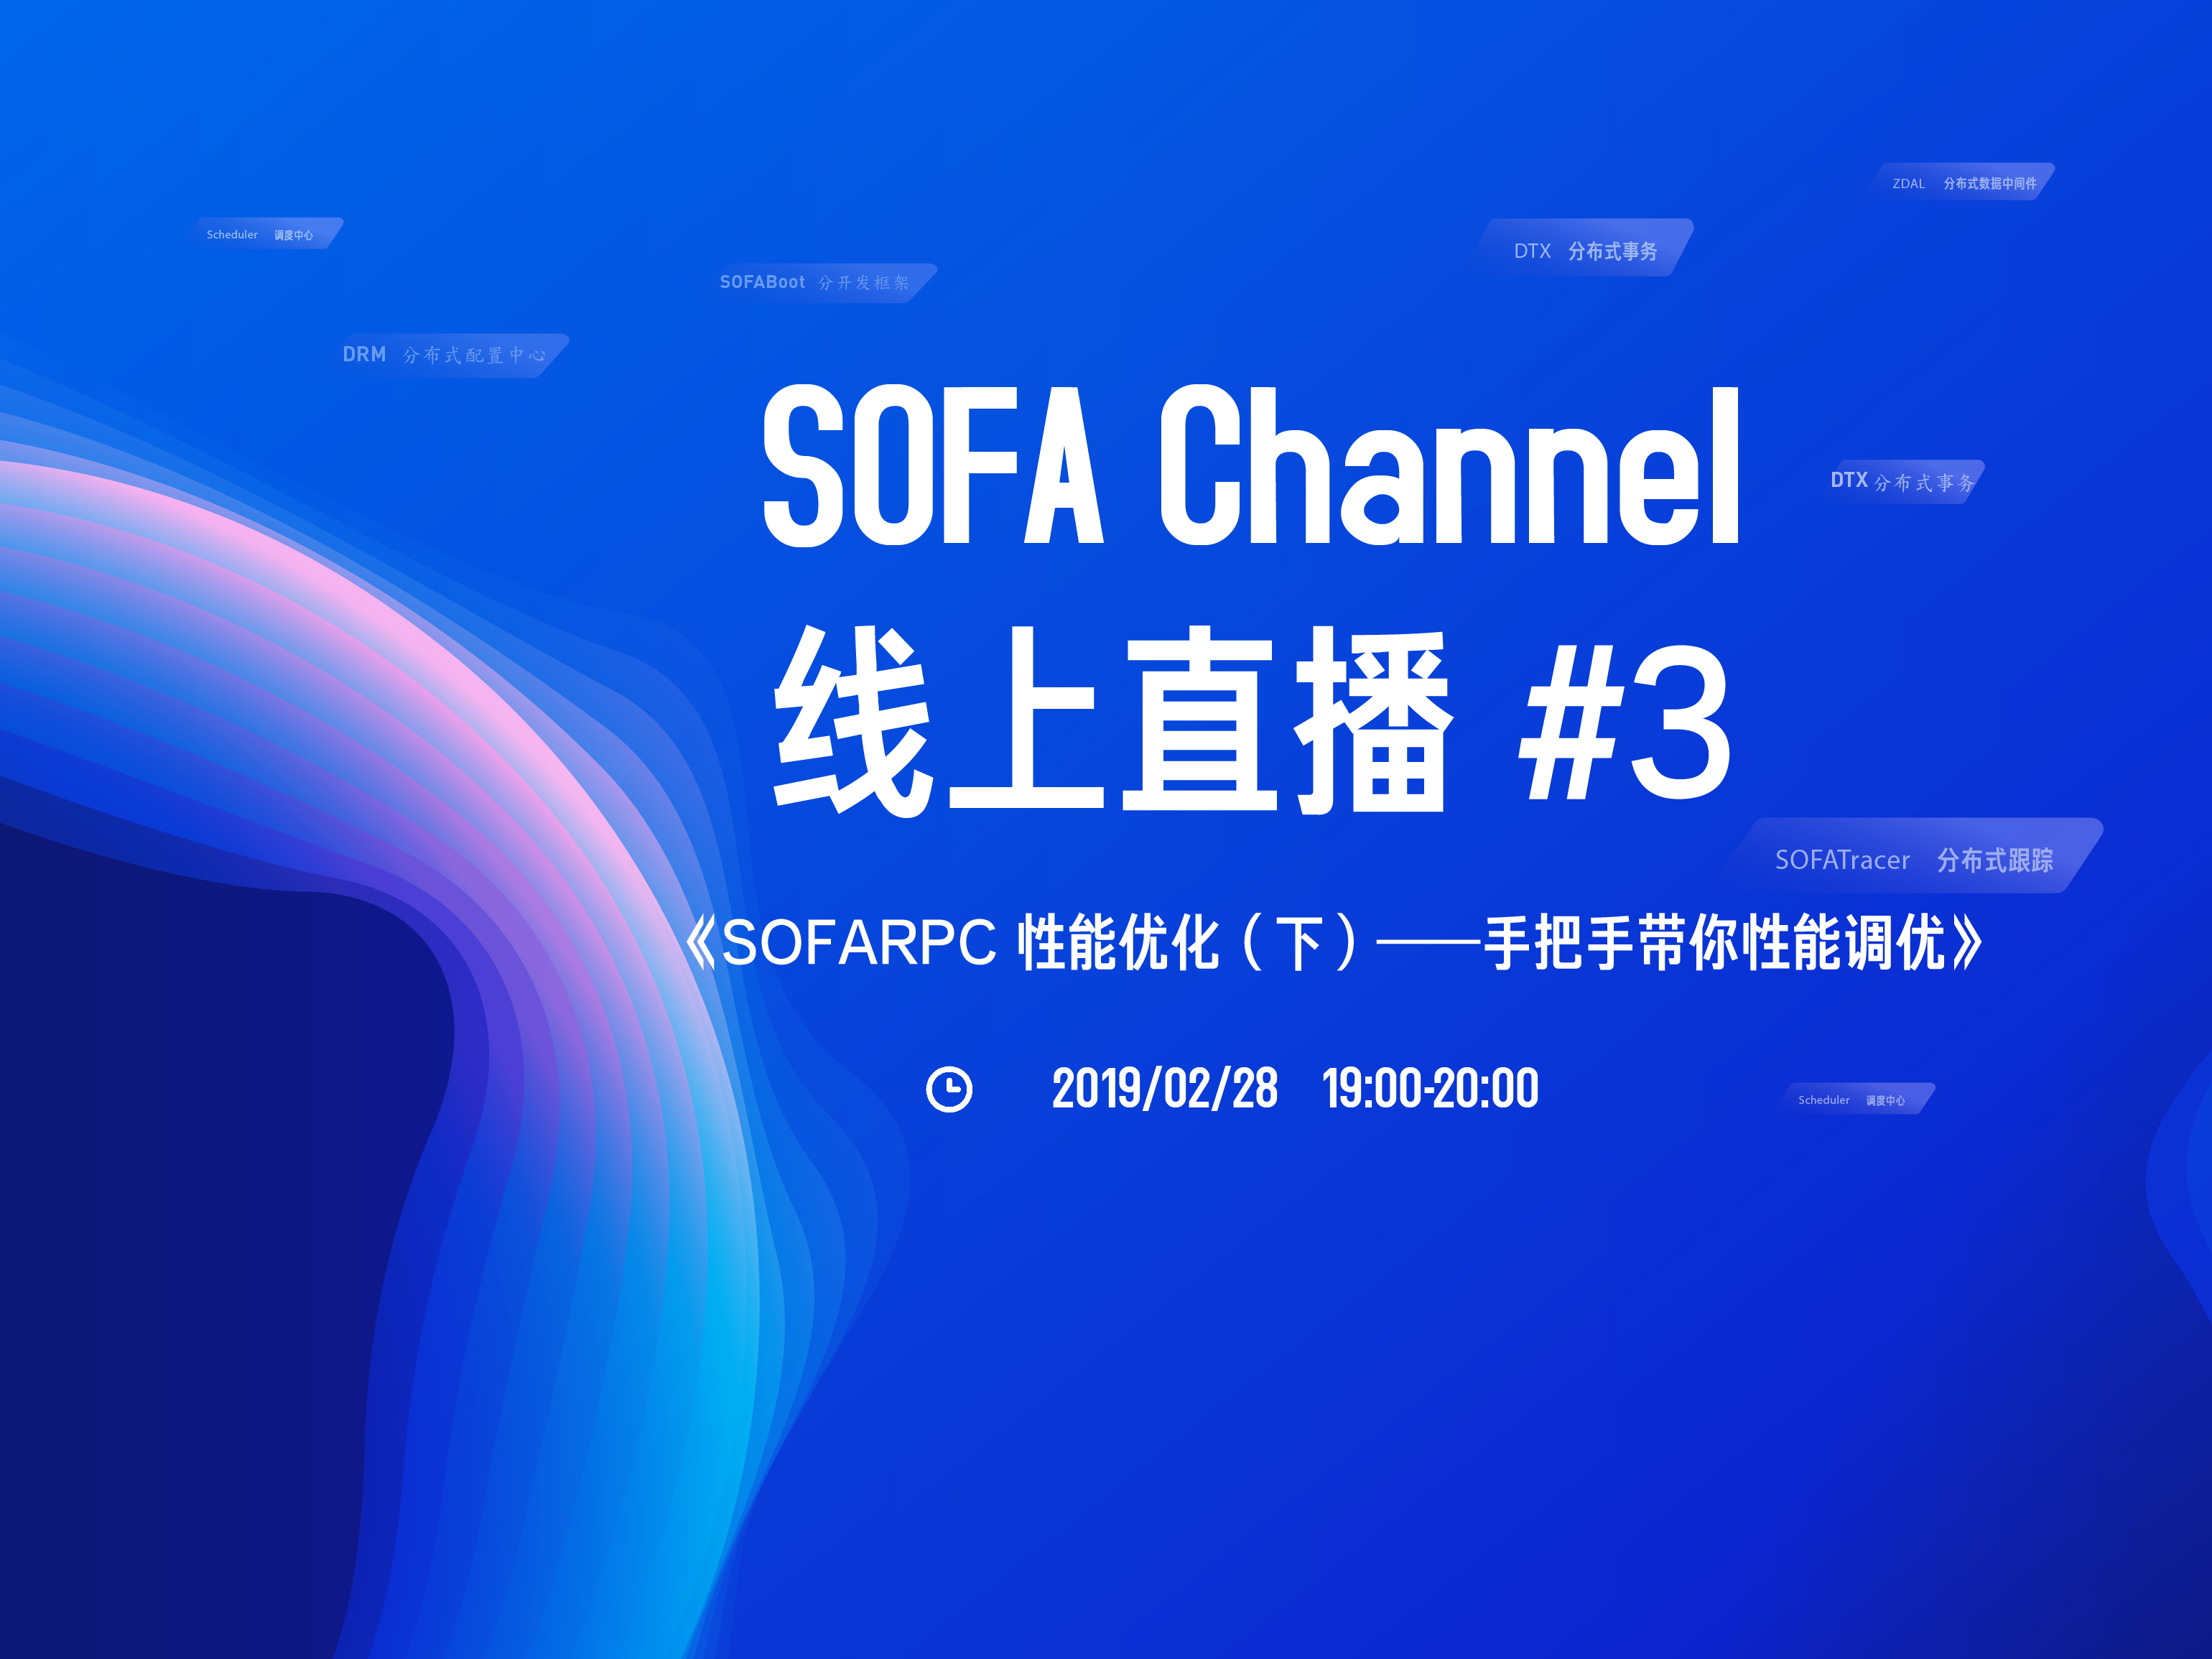 ZDAL 分布式数据中间件
Scheduler 调度中心
DTX 分布式事务
SOFABoot 分开发框架
DRM 分布式配置中心
SOFA Channel
DTX 分布式事务
线上直播 #3
SOFATracer 分布式跟踪
《SOFARPC 性能优化（下）——手把手带你性能调优》
2019/02/28 19:00-20:00
Scheduler 调度中心